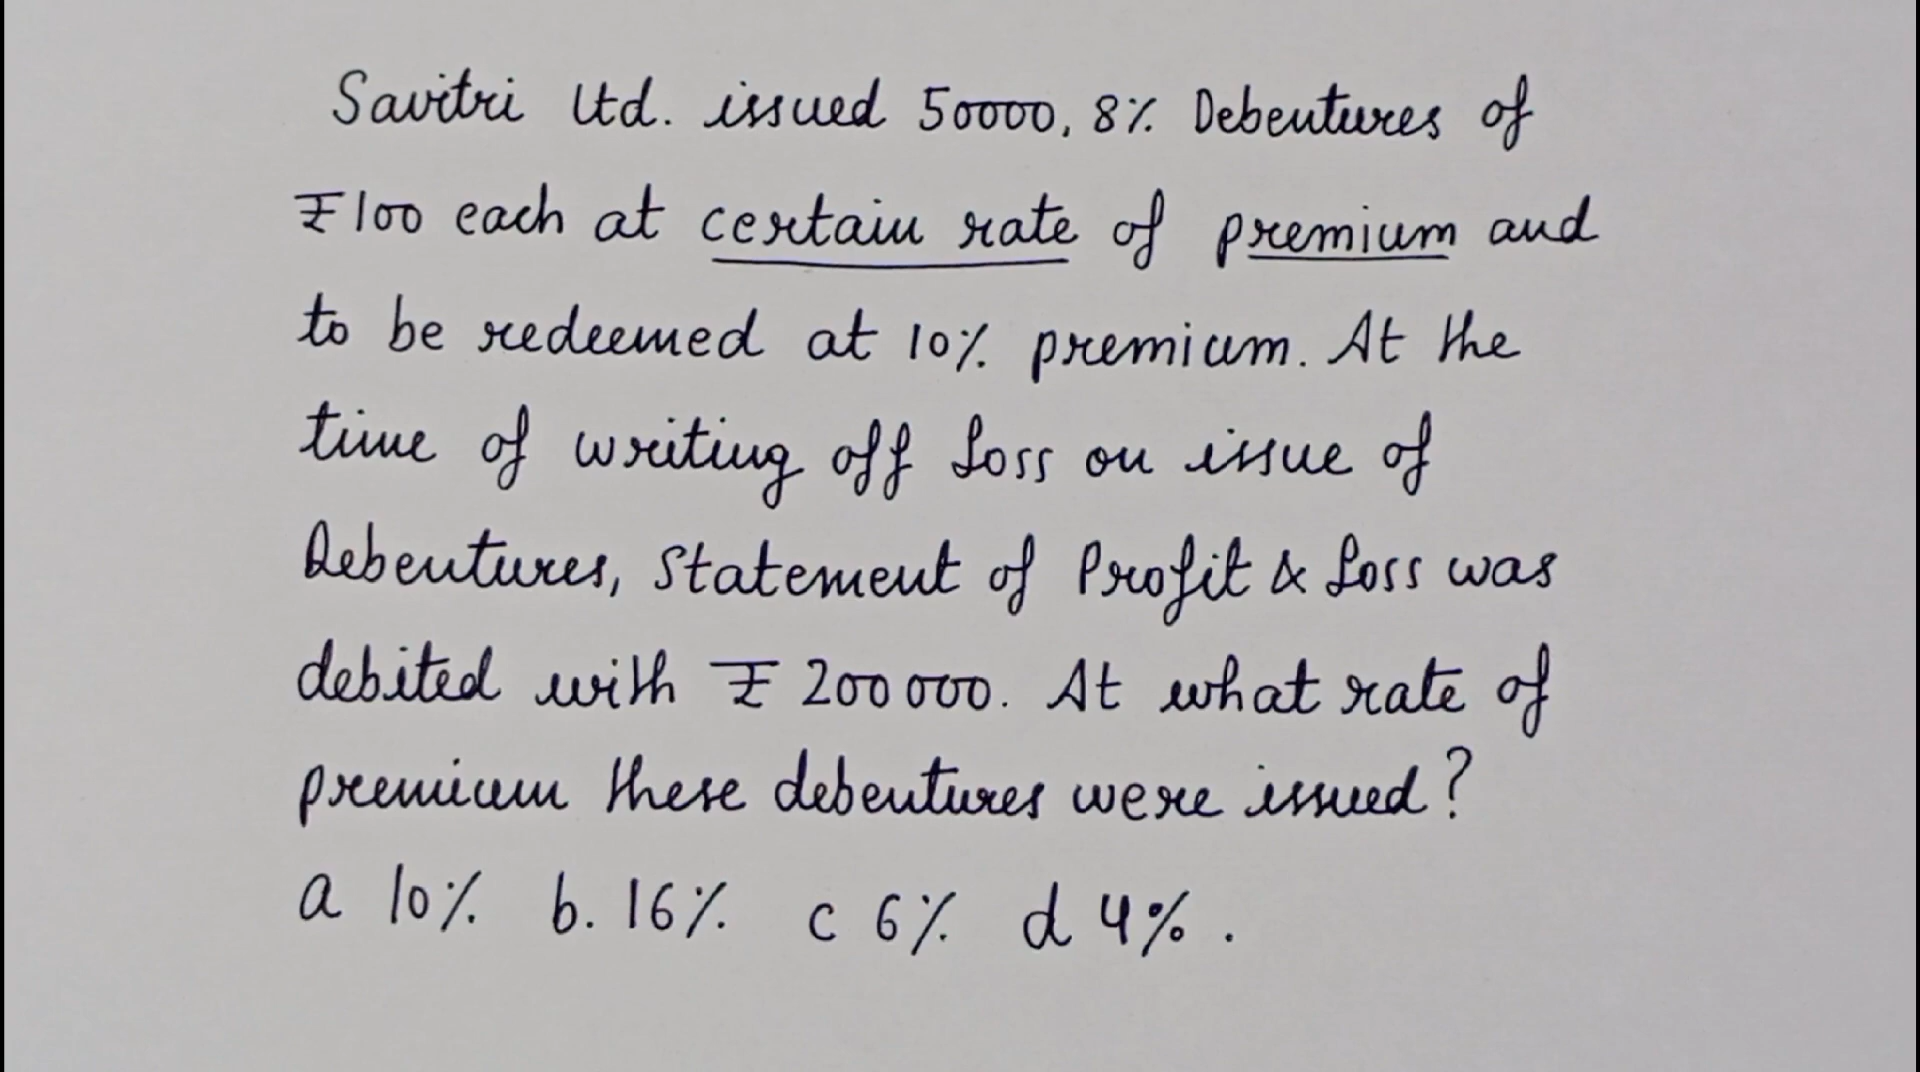 Savitri Ltd. issued 50000, 8% Debentures of
₹100 each at certain rate of premium and
to be redeemed at 10% premium. At the
time of writing off Loss on issue of
Debentures, Statement of Profit & Loss was
debited with ₹ 200 000. At what rate of
premium these debentures were issued?
a 10% b. 16% c 6% d 4%.